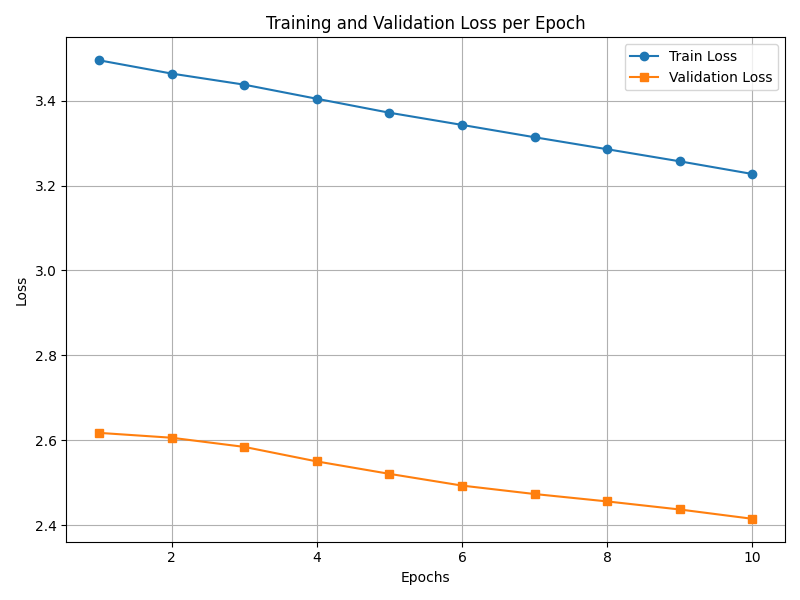 Training and Validation Loss per Epoch
Train Loss
Validation Loss
3.4
3.2
3.0
2.8
2.6
2.4
Loss
2 4 6 8 10
Epochs